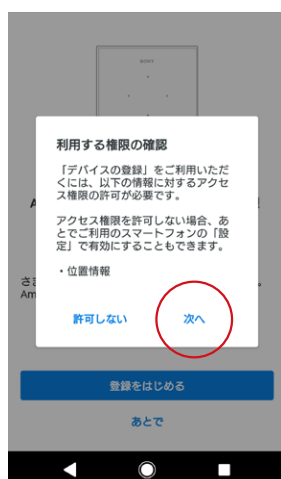 SONY
利用する権限の確認
「デバイスの登録」をご利用いただ
くには、以下の情報に対するアクセ
ス権限の許可が必要です。
アクセス権限を許可しない場合、あ
とでご利用のスマートフォンの「設
定」で有効にすることもできます。
・位置情報
A
さ
Am
許可しない
次へ
登録をはじめる
あとで